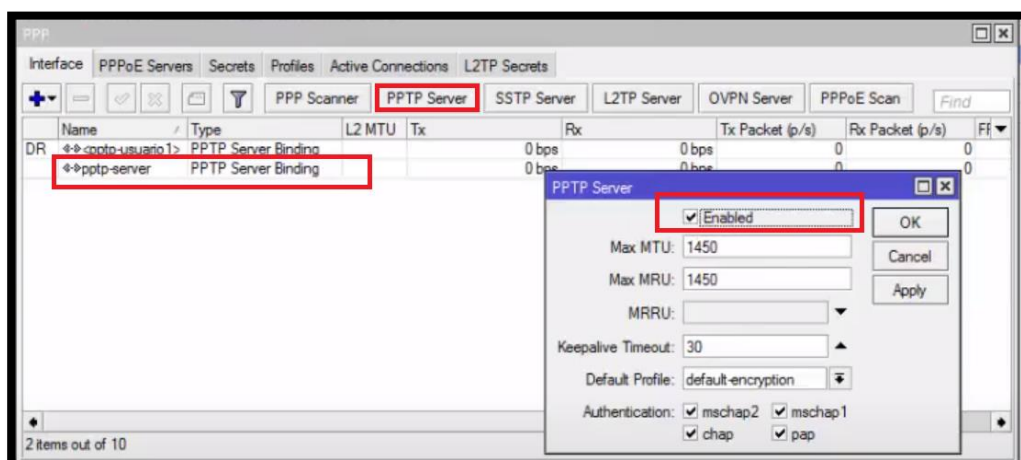 PPP
Interface PPPoE Servers Secrets Profiles Active Connections L2TP Secrets
PPP Scanner PPTP Server SSTP Server L2TP Server OVPN Server PPPoE Scan Find
Name Type L2 MTU Tx Rx Tx Packet (p/s) Rx Packet (p/s) FF
DR <pptp-usuario1> PPTP Server Binding 0 bps 0 bps 0 0
pptp-server PPTP Server Binding 0 bps 0 bps 0 0
PPTP Server
Enabled OK
Max MTU: 1450 Cancel
Max MRU: 1450 Apply
MRRU:
Keepalive Timeout: 30
Default Profile: default-encryption
Authentication: mschap2 mschap1
chap pap
2 items out of 10